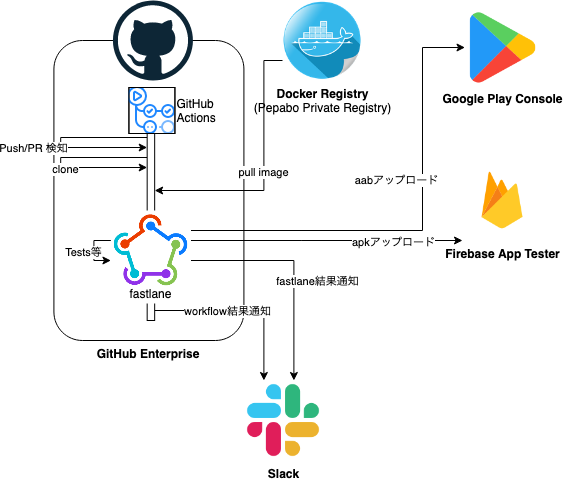 GitHub
Actions
Docker Registry
(Pepabo Private Registry)
Google Play Console
Push/PR 検知
clone
pull image
aabアップロード
Tests等
apkアップロード
Firebase App Tester
fastlane
fastlane結果通知
workflow結果通知
GitHub Enterprise
Slack